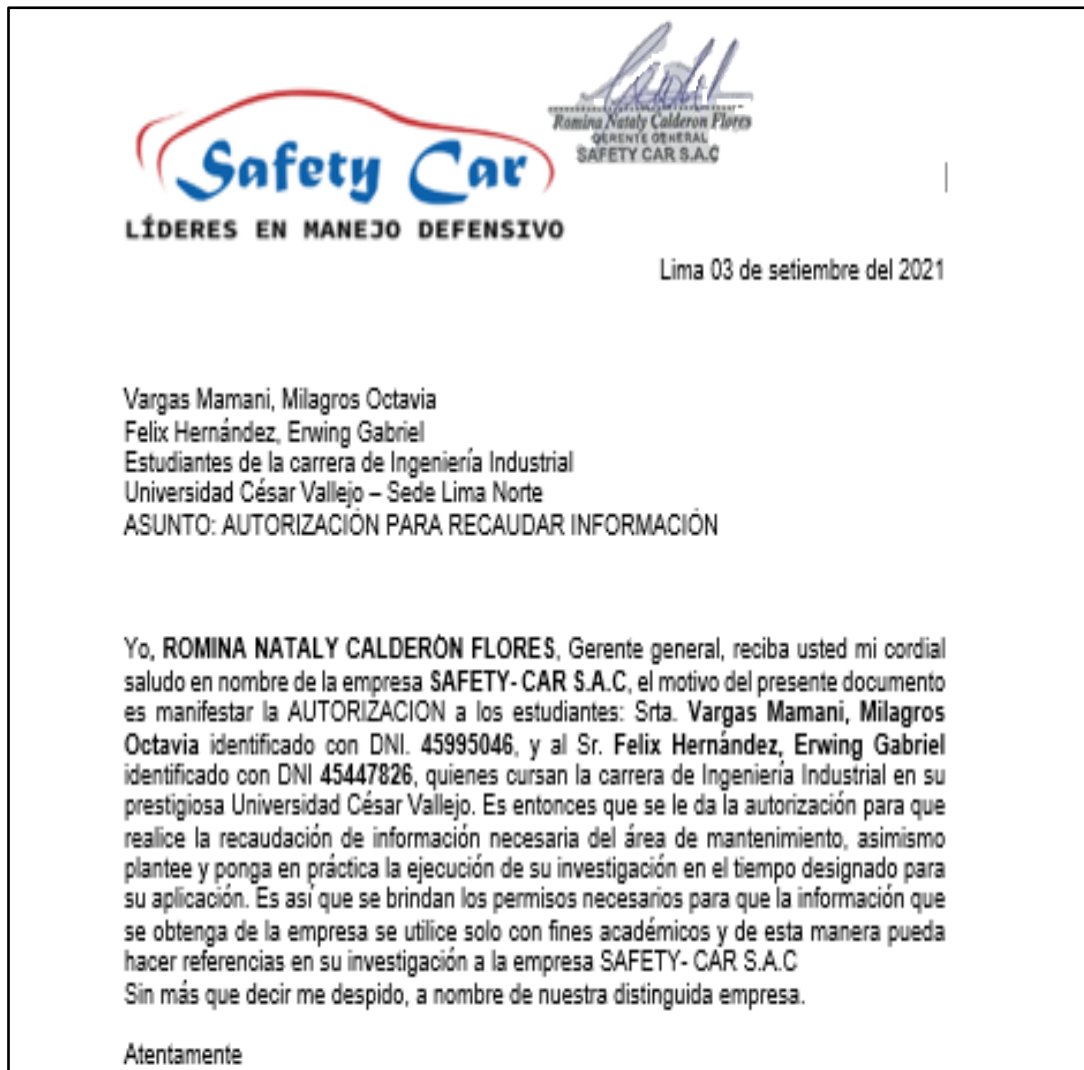 Safety Car
LÍDERES EN MANEJO DEFENSIVO
Romina Nataly Calderon Flores
GERENTE GENERAL
SAFETY CAR S.A.C
Lima 03 de setiembre del 2021
Vargas Mamani, Milagros Octavia
Felix Hernández, Erwing Gabriel
Estudiantes de la carrera de Ingeniería Industrial
Universidad César Vallejo – Sede Lima Norte
ASUNTO: AUTORIZACIÓN PARA RECAUDAR INFORMACIÓN
Yo, ROMINA NATALY CALDERÓN FLORES, Gerente general, reciba usted mi cordial
saludo en nombre de la empresa SAFETY- CAR S.A.C, el motivo del presente documento
es manifestar la AUTORIZACION a los estudiantes: Srta. Vargas Mamani, Milagros
Octavia identificado con DNI. 45995046, y al Sr. Felix Hernández, Erwing Gabriel
identificado con DNI 45447826, quienes cursan la carrera de Ingeniería Industrial en su
prestigiosa Universidad César Vallejo. Es entonces que se le da la autorización para que
realice la recaudación de información necesaria del área de mantenimiento, asimismo
plantee y ponga en práctica la ejecución de su investigación en el tiempo designado para
su aplicación. Es así que se brindan los permisos necesarios para que la información que
se obtenga de la empresa se utilice solo con fines académicos y de esta manera pueda
hacer referencias en su investigación a la empresa SAFETY- CAR S.A.C
Sin más que decir me despido, a nombre de nuestra distinguida empresa.
Atentamente